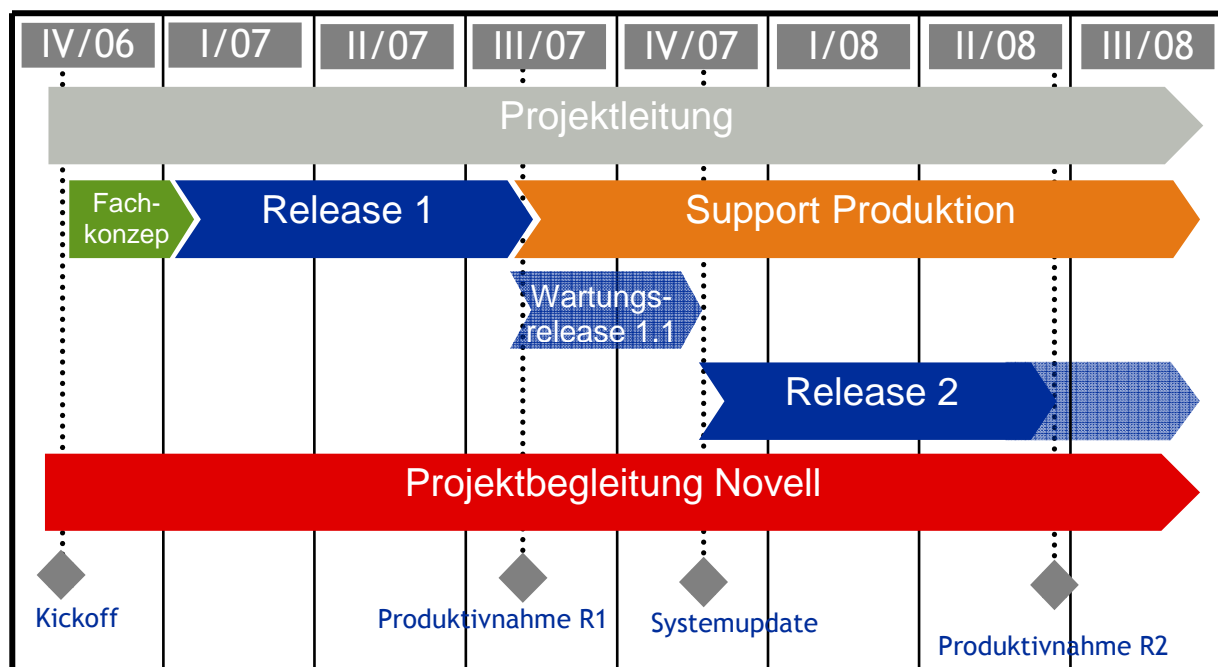 IV/06 I/07 II/07 III/07 IV/07 I/08 II/08 III/08
Projektleitung
Fach-
konzep
Release 1
Support Produktion
Wartungs-
release 1.1
Release 2
Projektbegleitung Novell
Kickoff
Produktivnahme R1
Systemupdate
Produktivnahme R2